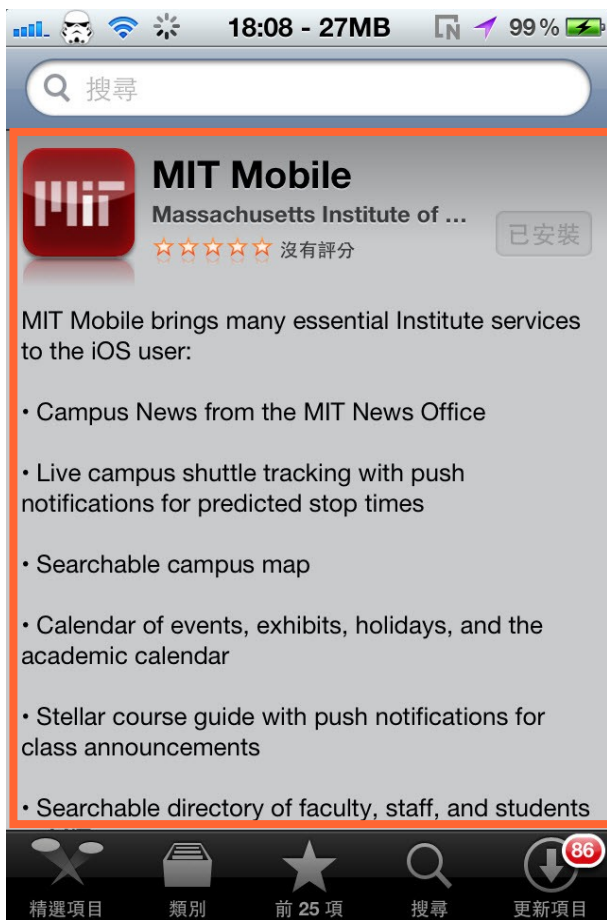 18:08 - 27MB
99%
搜尋
MIT
MIT Mobile
Massachusetts Institute of ...
沒有評分
已安裝
MIT Mobile brings many essential Institute services
to the iOS user:
• Campus News from the MIT News Office
• Live campus shuttle tracking with push
notifications for predicted stop times
• Searchable campus map
• Calendar of events, exhibits, holidays, and the
academic calendar
• Stellar course guide with push notifications for
class announcements
• Searchable directory of faculty, staff, and students
86
精選項目 類別 前 25 項 搜尋 更新項目